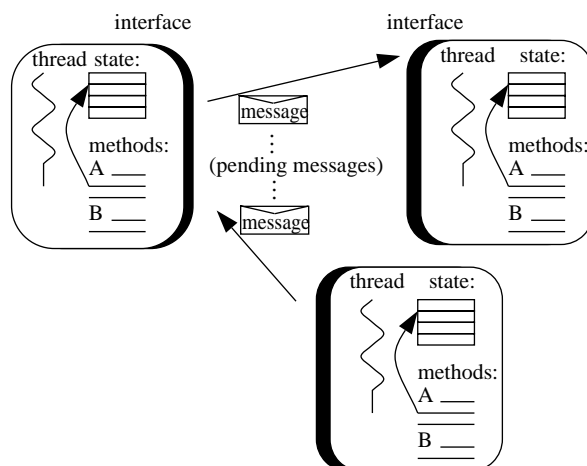 interface
interface
thread state:
methods:
A
B
message
(pending messages)
message
thread
state:
methods:
A
B
thread
state:
methods:
A
B